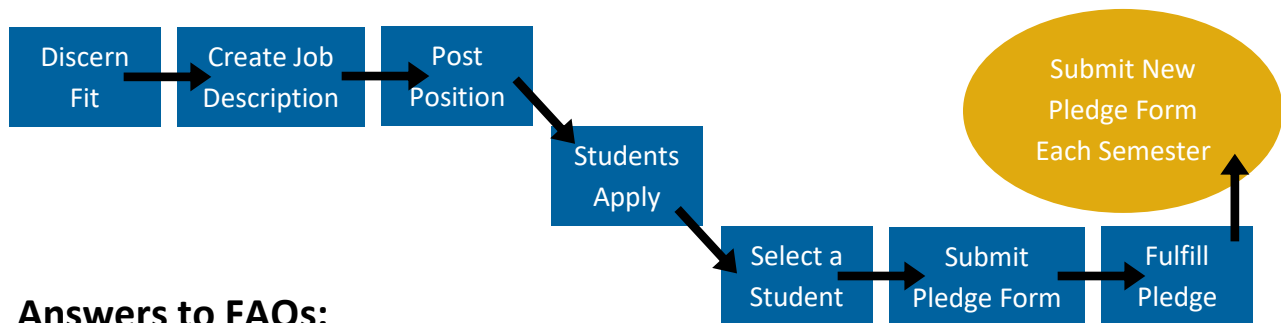 Discern
Fit
Create Job
Description
Post
Position
Students
Apply
Select a
Student
Submit
Pledge Form
Fulfill
Pledge
Submit New
Pledge Form
Each Semester
Answers to FAQs: